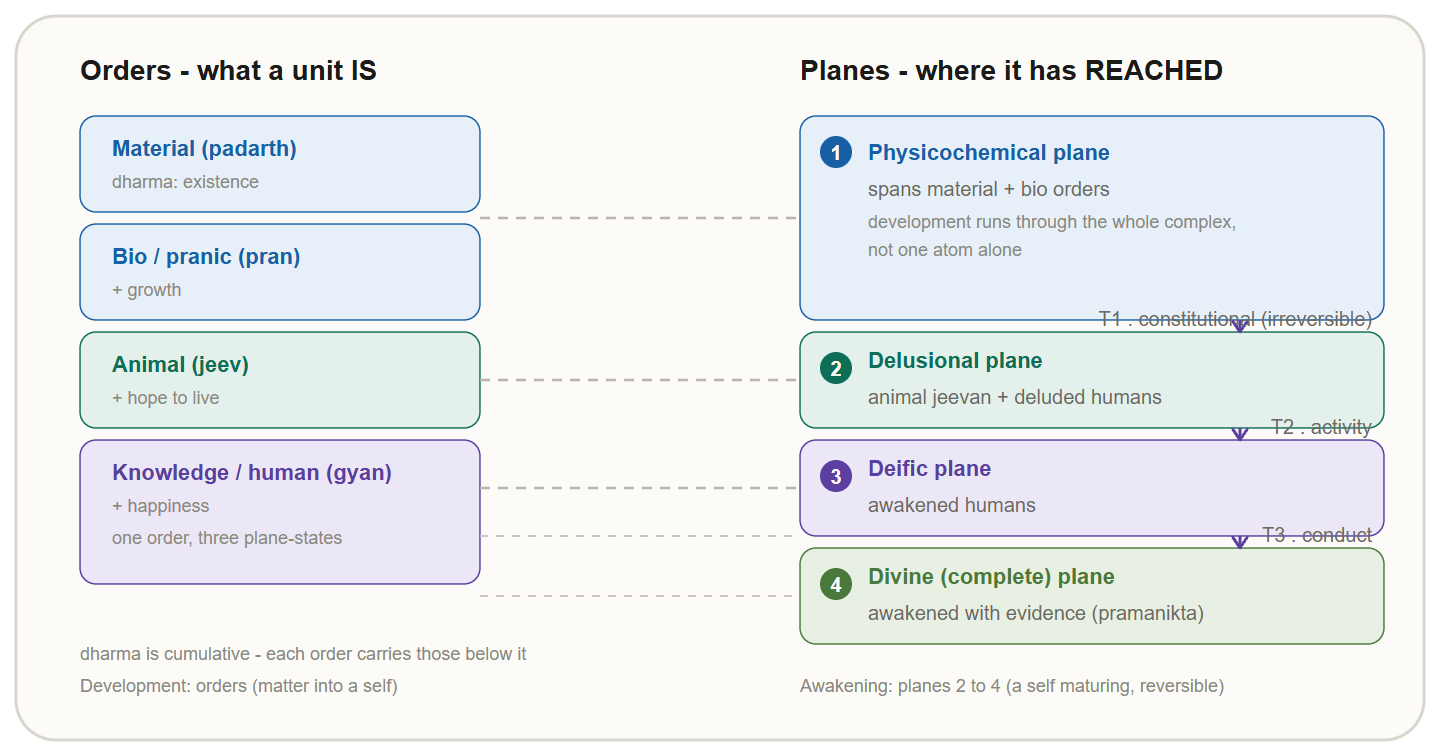 Orders - what a unit IS
Material (padarth)
dharma: existence
Bio / pranic (pran)
+ growth
Animal (jeev)
+ hope to live
Knowledge / human (gyan)
+ happiness
one order, three plane-states
dharma is cumulative - each order carries those below it
Development: orders (matter into a self)
Planes - where it has REACHED
1
Physicochemical plane
spans material + bio orders
development runs through the whole complex,
not one atom alone
T1 . constitutional (irreversible)
2
Delusional plane
animal jeevan + deluded humans
T2 . activity
3
Deific plane
awakened humans
T3 . conduct
4
Divine (complete) plane
awakened with evidence (pramanikta)
Awakening: planes 2 to 4 (a self maturing, reversible)